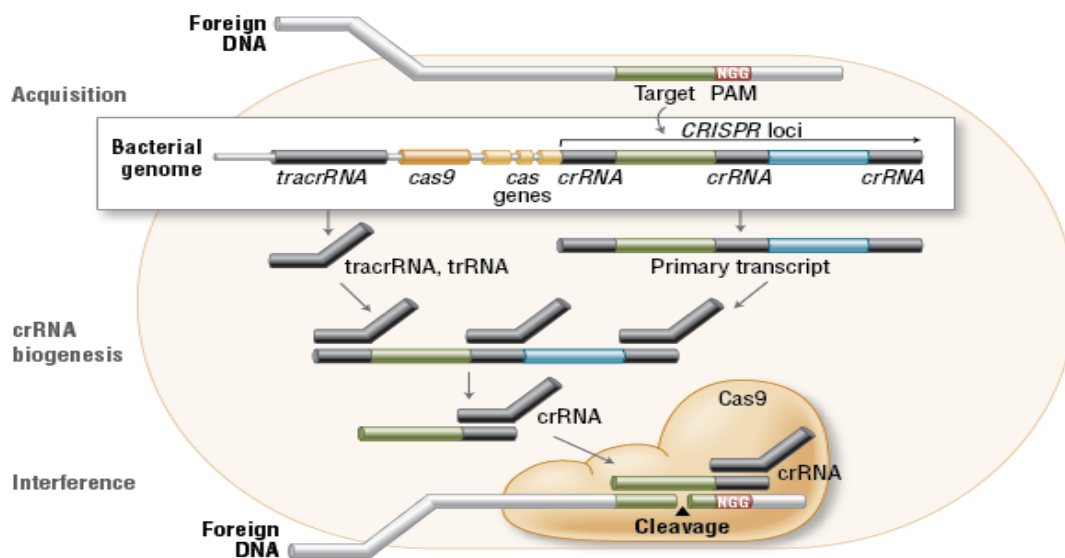 Foreign
DNA
NGG
Acquisition
Target PAM
CRISPR loci
Bacterial
genome
tracrRNA cas9 cas
genes
crRNA crRNA crRNA
tracrRNA, trRNA
Primary transcript
crRNA
biogenesis
Cas9
crRNA
crRNA
Interference
NGG
Cleavage
Foreign
DNA